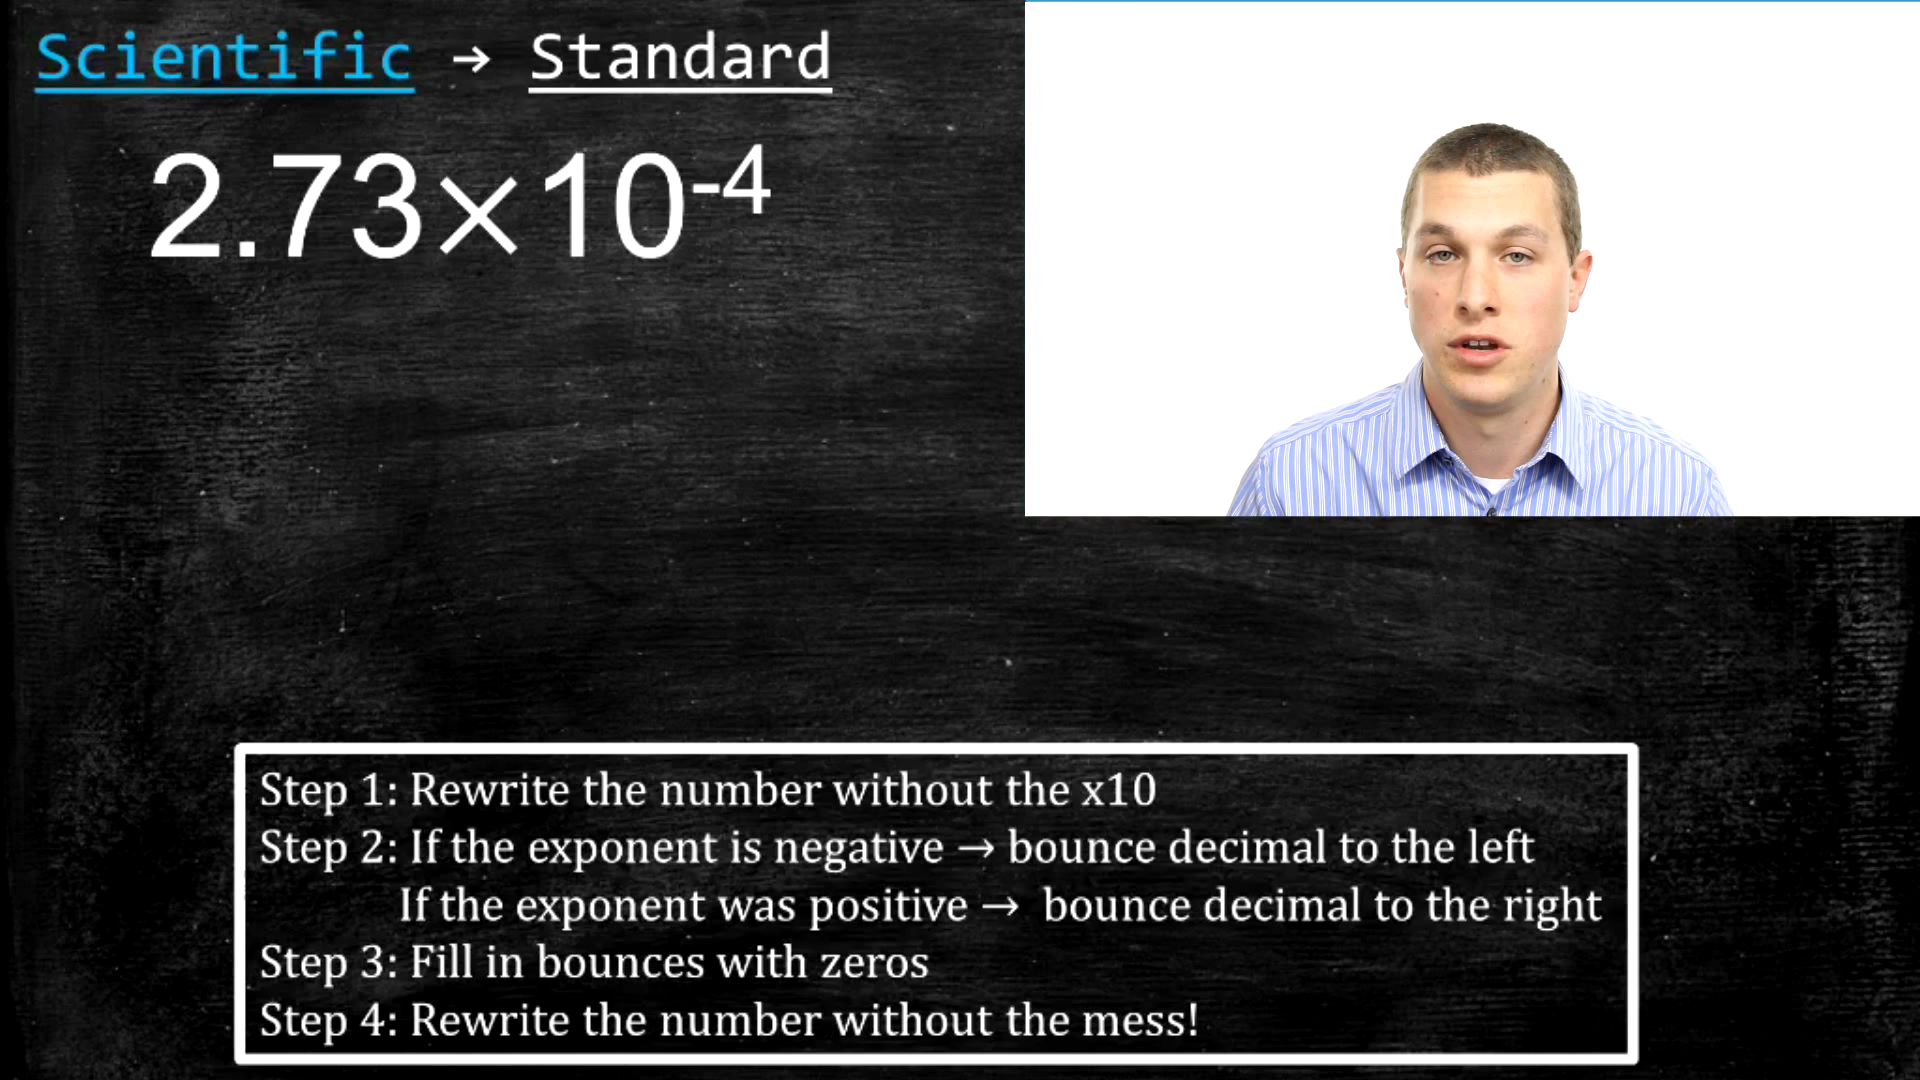 Scientific → Standard
2.73×10⁻⁴
Step 1: Rewrite the number without the x10
Step 2: If the exponent is negative → bounce decimal to the left
If the exponent was positive → bounce decimal to the right
Step 3: Fill in bounces with zeros
Step 4: Rewrite the number without the mess!